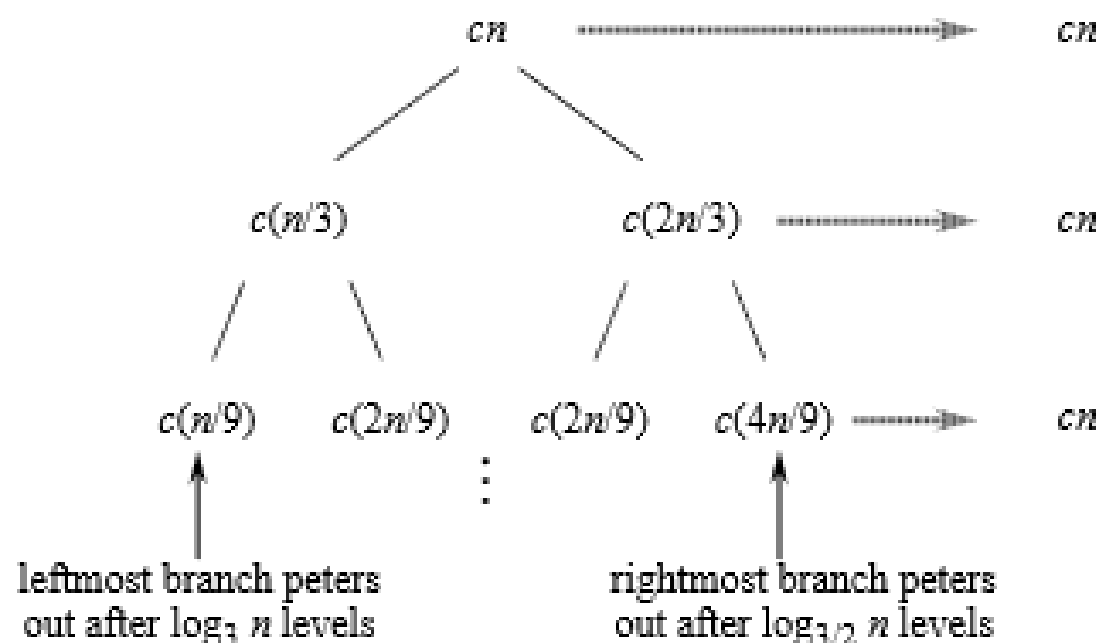 cn cn
c(n/3) c(2n/3) cn
c(n/9) c(2n/9) c(2n/9) c(4n/9) cn
leftmost branch peters
out after log₃ n levels
rightmost branch peters
out after log₃/₂ n levels